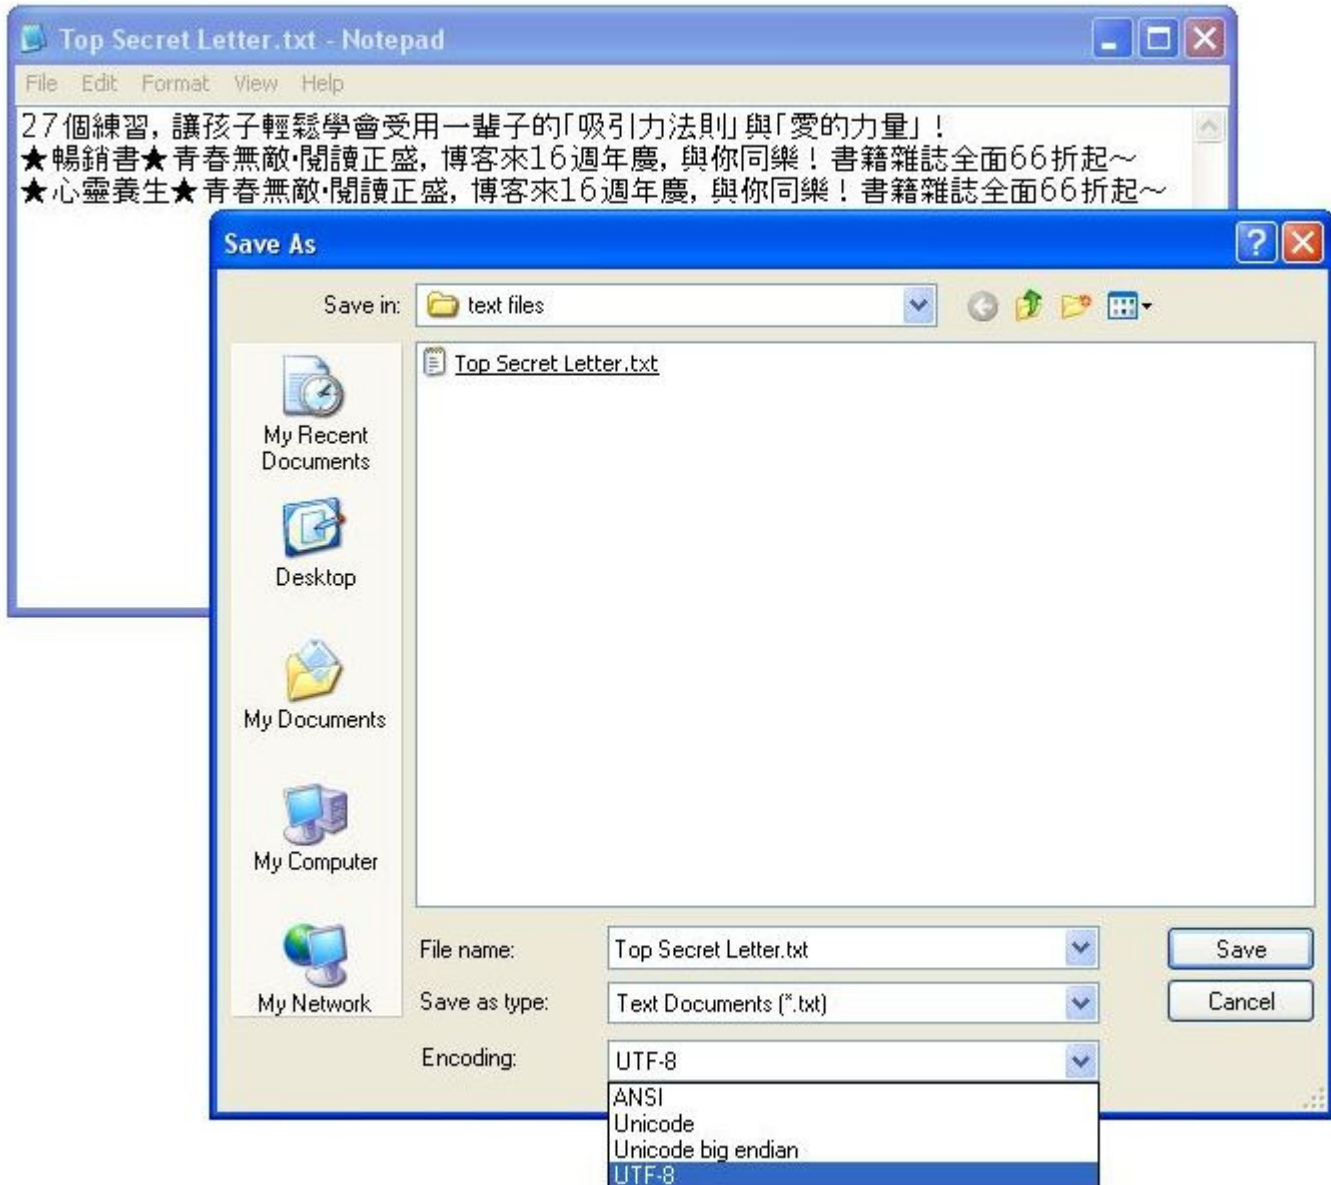 Top Secret Letter.txt - Notepad
File Edit Format View Help
27個練習, 讓孩子輕鬆學會受用一輩子的「吸引力法則」與「愛的力量」!
★暢銷書★青春無敵‧閱讀正盛, 博客來16週年慶, 與你同樂!書籍雜誌全面66折起~
★心靈養生★青春無敵‧閱讀正盛, 博客來16週年慶, 與你同樂!書籍雜誌全面66折起~
Save As
Save in: text files
Top Secret Letter.txt
My Recent Documents
Desktop
My Documents
My Computer
My Network
File name: Top Secret Letter.txt Save
Save as type: Text Documents (*.txt) Cancel
Encoding: UTF-8
ANSI
Unicode
Unicode big endian
UTF-8